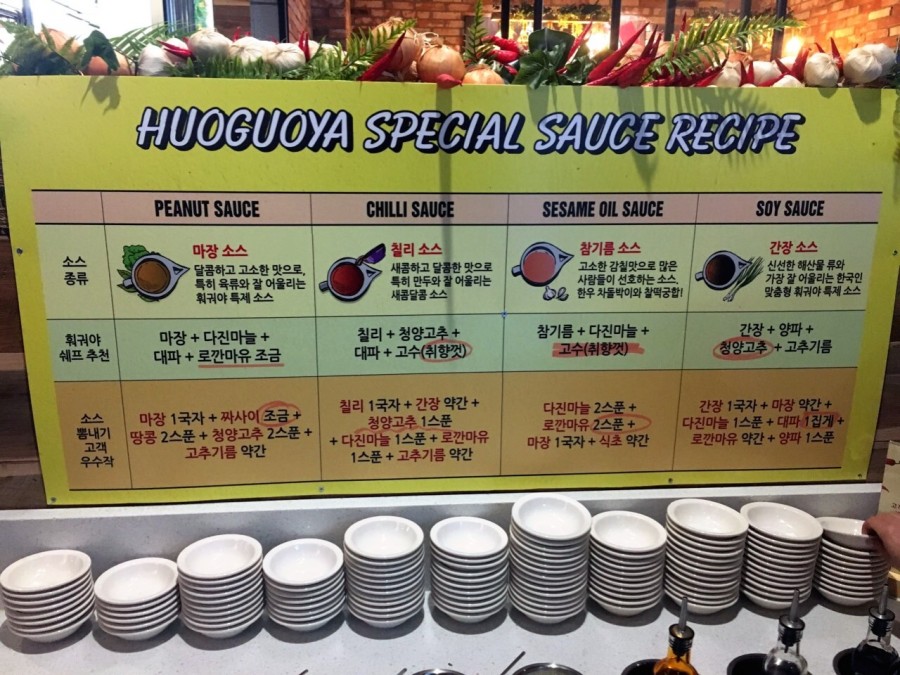 HUOGUOYA SPECIAL SAUCE RECIPE
PEANUT SAUCE
CHILLI SAUCE
SESAME OIL SAUCE
SOY SAUCE
소스
종류
마장 소스
달콤하고 고소한 맛으로,
특히 육류와 잘 어울리는
훠궈야 특제 소스
칠리 소스
새콤하고 달콤한 맛으로
특히 만두와 잘 어울리는
새콤달콤 소스
참기름 소스
고소한 감칠맛으로 많은
사람들이 선호하는 소스.
한우 차돌박이와 찰떡궁합!
간장 소스
신선한 해산물 류와
가장 잘 어울리는 한국인
맞춤형 훠궈야 특제 소스
훠궈야
쉐프 추천
마장 + 다진마늘 +
대파 + 로깐마유 조금
칠리 + 청양고추 +
대파 + 고수(취향껏)
참기름 + 다진마늘 +
고수(취향껏)
간장 + 양파 +
청양고추 + 고추기름
소스
뽐내기
고객
우수작
마장 1국자 + 짜사이 조금 +
땅콩 2스푼 + 청양고추 2스푼 +
고추기름 약간
칠리 1국자 + 간장 약간 +
청양고추 1스푼
+ 다진마늘 1스푼 + 로깐마유
1스푼 + 고추기름 약간
다진마늘 2스푼 +
로깐마유 2스푼 +
마장 1국자 + 식초 약간
간장 1국자 + 마장 약간 +
다진마늘 1스푼 + 대파 1집게 +
로깐마유 약간 + 양파 1스푼